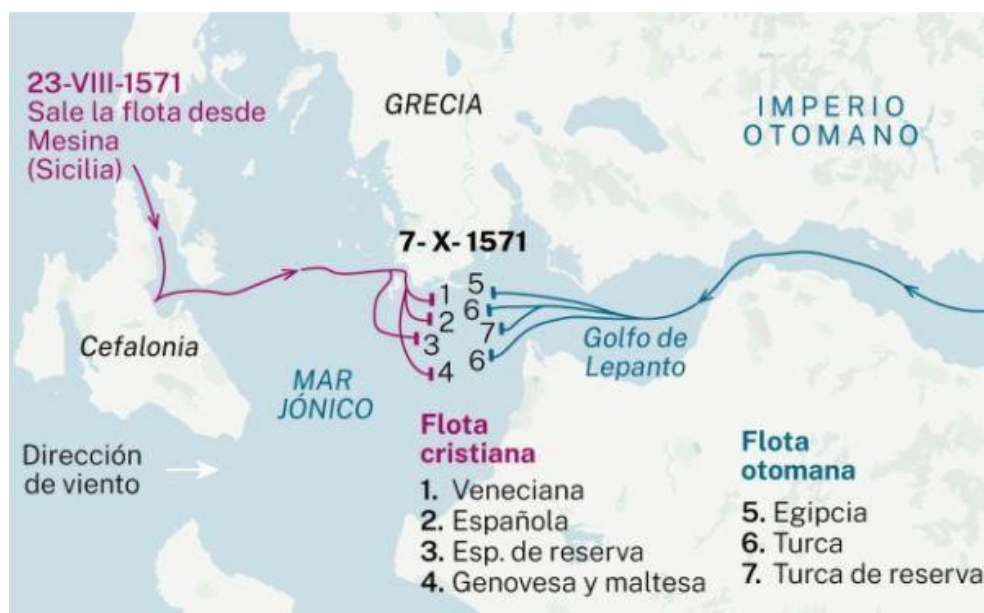 23-VIII-1571
Sale la flota desde
Mesina
(Sicilia)
GRECIA
IMPERIO
OTOMANO
7- X- 1571
1
2
3
4
5
6
7
6
Cefalonia
MAR
JÓNICO
Golfo de
Lepanto
Dirección
de viento
Flota
cristiana
1. Veneciana
2. Española
3. Esp. de reserva
4. Genovesa y maltesa
Flota
otomana
5. Egipcia
6. Turca
7. Turca de reserva